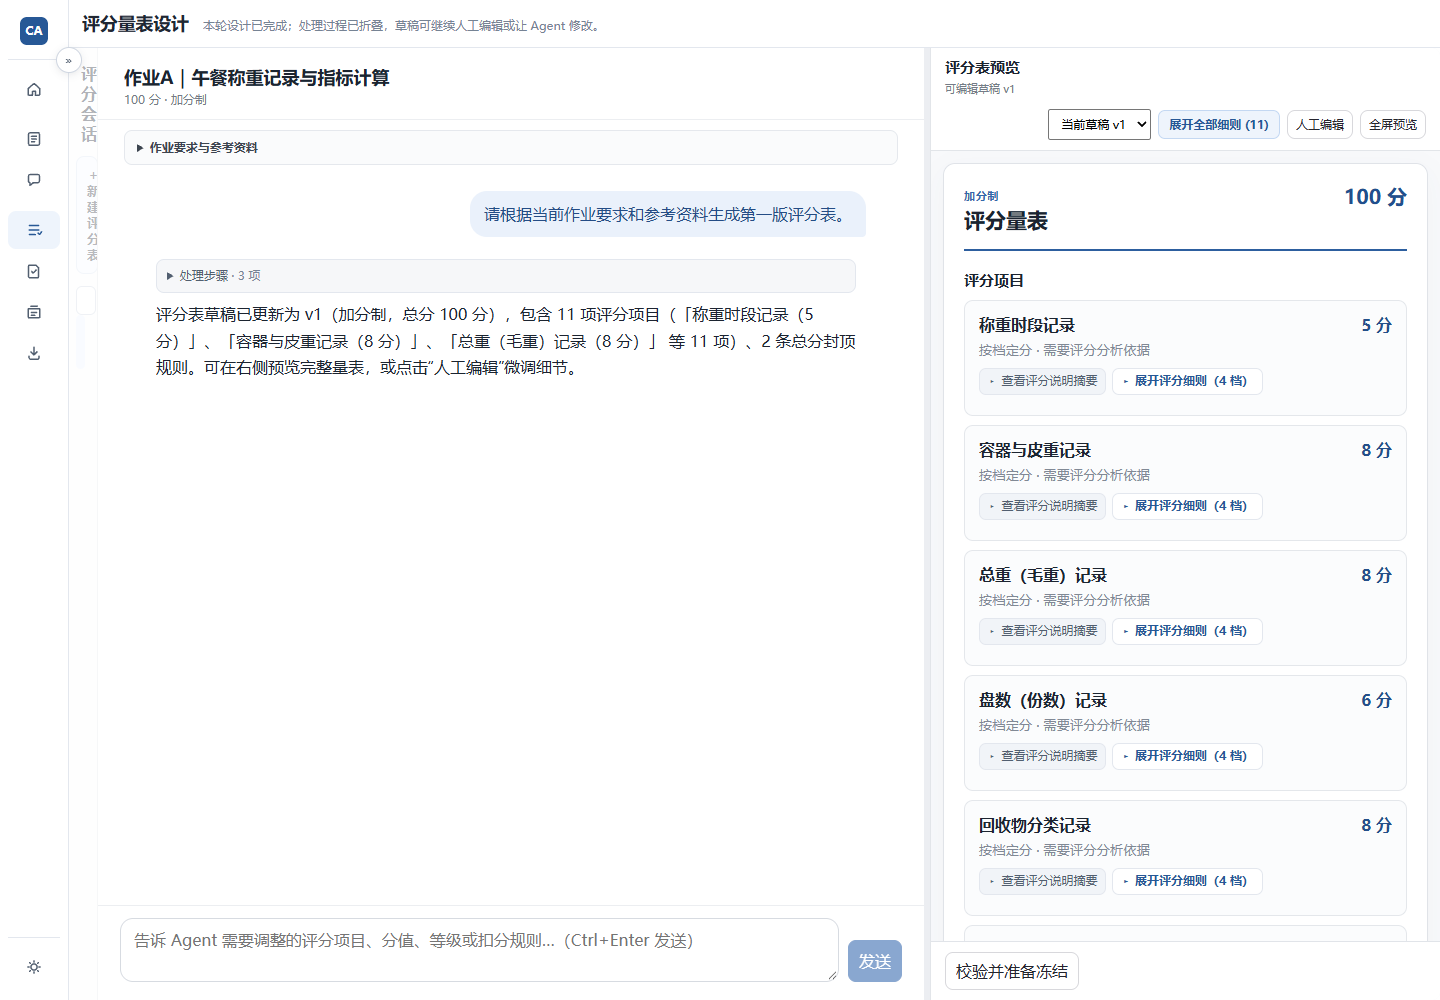 CA
评分量表设计
本轮设计已完成；处理过程已折叠，草稿可继续人工编辑或让 Agent 修改。
»
评分会话
+ 新建评分表
作业A｜午餐称重记录与指标计算
100 分 · 加分制
作业要求与参考资料
请根据当前作业要求和参考资料生成第一版评分表。
处理步骤 · 3 项
评分表草稿已更新为 v1（加分制，总分 100 分），包含 11 项评分项目（「称重时段记录（5
分）」、「容器与皮重记录（8 分）」、「总重（毛重）记录（8 分）」 等 11 项）、2 条总分封顶
规则。可在右侧预览完整量表，或点击“人工编辑”微调细节。
告诉 Agent 需要调整的评分项目、分值、等级或扣分规则...（Ctrl+Enter 发送）
发送
评分表预览
可编辑草稿 v1
当前草稿 v1
展开全部细则 (11)
人工编辑
全屏预览
加分制
评分量表
100 分
评分项目
称重时段记录
5 分
按档定分 · 需要评分分析依据
查看评分说明摘要
展开评分细则（4 档）
容器与皮重记录
8 分
按档定分 · 需要评分分析依据
查看评分说明摘要
展开评分细则（4 档）
总重（毛重）记录
8 分
按档定分 · 需要评分分析依据
查看评分说明摘要
展开评分细则（4 档）
盘数（份数）记录
6 分
按档定分 · 需要评分分析依据
查看评分说明摘要
展开评分细则（4 档）
回收物分类记录
8 分
按档定分 · 需要评分分析依据
查看评分说明摘要
展开评分细则（4 档）
校验并准备冻结